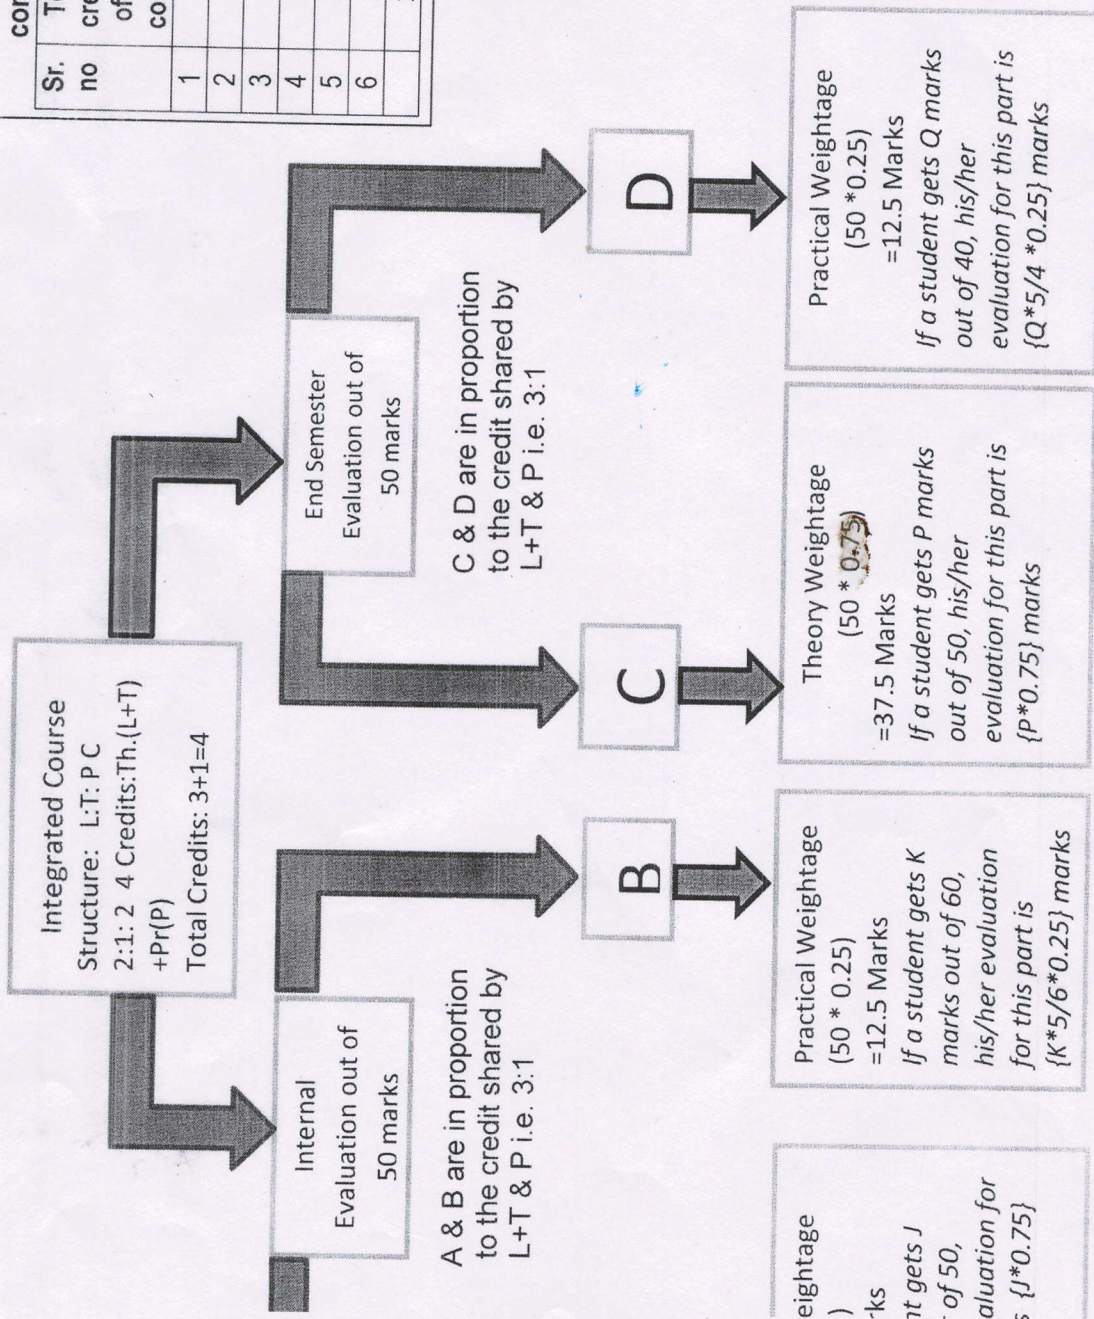 Integrated Course
Structure: L:T: P C
2:1: 2 4 Credits:Th.(L+T)
+Pr(P)
Total Credits: 3+1=4
Internal
Evaluation out of
50 marks
End Semester
Evaluation out of
50 marks
A & B are in proportion
to the credit shared by
L+T & P i.e. 3:1
C & D are in proportion
to the credit shared by
L+T & P i.e. 3:1
B
C
D
eightage
)
rks
nt gets J
of 50,
aluation for
s {J*0.75}
Practical Weightage
(50 * 0.25)
=12.5 Marks
If a student gets K
marks out of 60,
his/her evaluation
for this part is
{K*5/6*0.25} marks
Theory Weightage
(50 * 0.75)
=37.5 Marks
If a student gets P marks
out of 50, his/her
evaluation for this part is
{P*0.75} marks
Practical Weightage
(50 *0.25)
=12.5 Marks
If a student gets Q marks
out of 40, his/her
evaluation for this part is
{Q*5/4 *0.25} marks
con
Sr. T
no cre
of
co
1
2
3
4
5
6